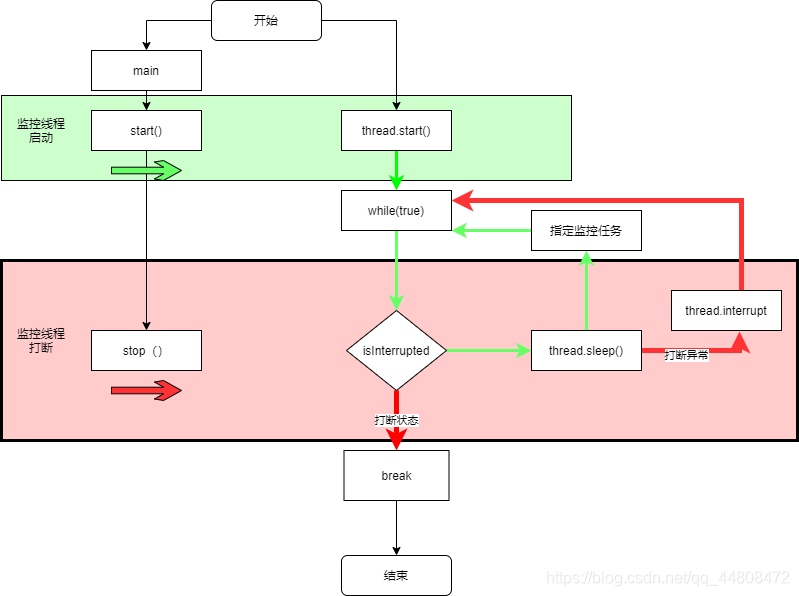 开始
main
监控线程
启动
start()
thread.start()
while(true)
指定监控任务
thread.interrupt
监控线程
打断
stop（）
isInterrupted
thread.sleep()
打断异常
打断状态
break
结束
https://blog.csdn.net/qq_44808472